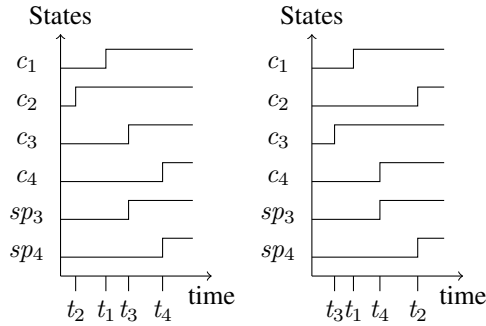 States
c₁
c₂
c₃
c₄
sp₃
sp₄
t₂ t₁ t₃ t₄
time
States
c₁
c₂
c₃
c₄
sp₃
sp₄
t₃ t₁ t₄ t₂
time